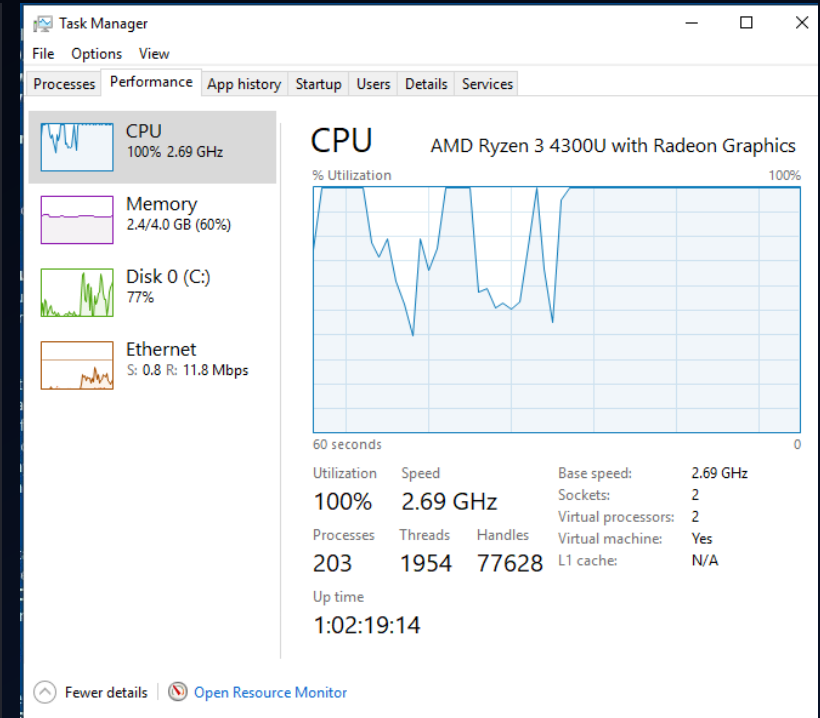 Task Manager
File Options View
Processes Performance App history Startup Users Details Services
CPU
100% 2.69 GHz
Memory
2.4/4.0 GB (60%)
Disk 0 (C:)
77%
Ethernet
S: 0.8 R: 11.8 Mbps
CPU AMD Ryzen 3 4300U with Radeon Graphics
% Utilization 100%
60 seconds 0
Utilization Speed
100% 2.69 GHz
Processes Threads Handles
203 1954 77628
Up time
1:02:19:14
Base speed: 2.69 GHz
Sockets: 2
Virtual processors: 2
Virtual machine: Yes
L1 cache: N/A
Fewer details Open Resource Monitor